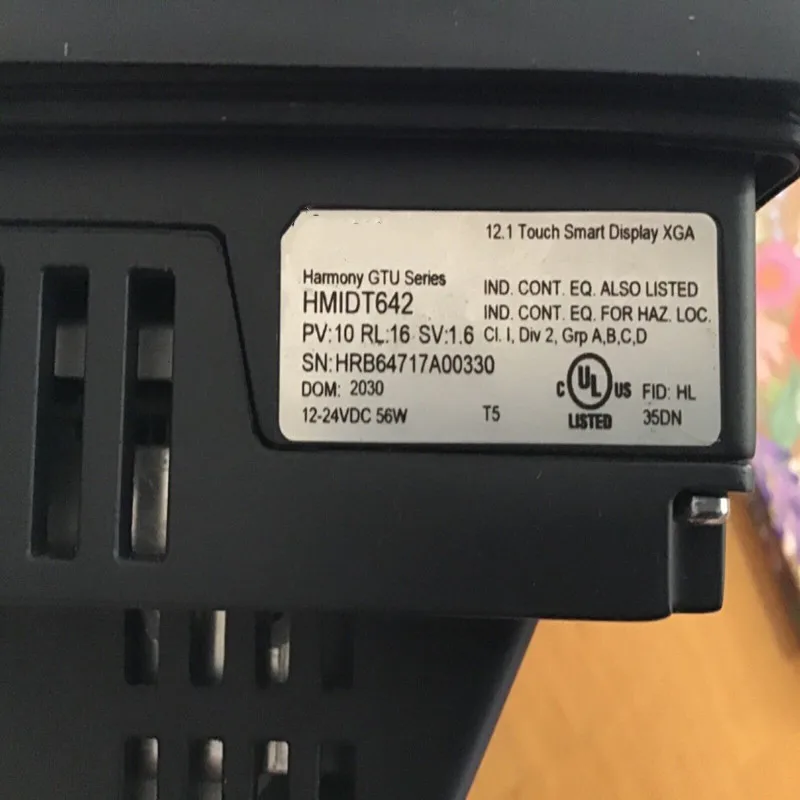 12.1 Touch Smart Display XGA
Harmony GTU Series
HMIDT642
IND. CONT. EQ. ALSO LISTED
IND. CONT. EQ. FOR HAZ. LOC.
PV:10 RL:16 SV:1.6 Cl. I, Div 2, Grp A,B,C,D
SN:HRB64717A00330
DOM: 2030
C UL US FID: HL
12-24VDC 56W T5 LISTED 35DN